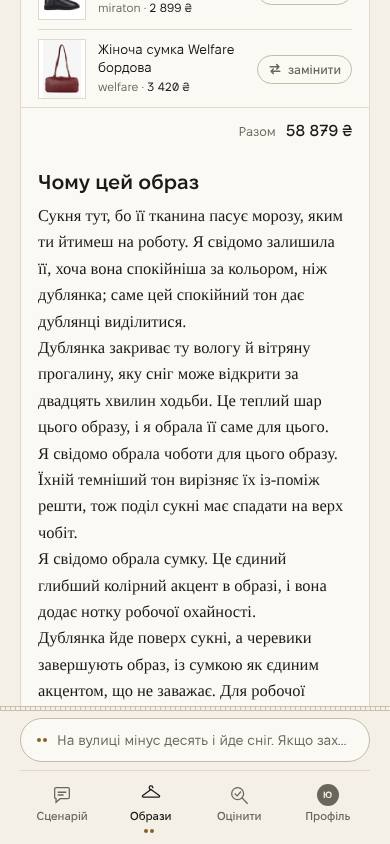 miraton · 2 899 ₴
Жіноча сумка Welfare
бордова
welfare · 3 420 ₴
замінити
Разом 58 879 ₴
Чому цей образ
Сукня тут, бо її тканина пасує морозу, яким
ти йтимеш на роботу. Я свідомо залишила
її, хоча вона спокійніша за кольором, ніж
дублянка; саме цей спокійний тон дає
дублянці виділитися.
Дублянка закриває ту вологу й вітряну
прогалину, яку сніг може відкрити за
двадцять хвилин ходьби. Це теплий шар
цього образу, і я обрала її саме для цього.
Я свідомо обрала чоботи для цього образу.
Їхній темніший тон вирізняє їх із-поміж
решти, тож поділ сукні має спадати на верх
чобіт.
Я свідомо обрала сумку. Це єдиний
глибший колірний акцент в образі, і вона
додає нотку робочої охайності.
Дублянка йде поверх сукні, а черевики
завершують образ, із сумкою як єдиним
акцентом, що не заважає. Для робочої
На вулиці мінус десять і йде сніг. Якщо зах...
Сценарій
Образи
Оцінити
Ю
Профіль